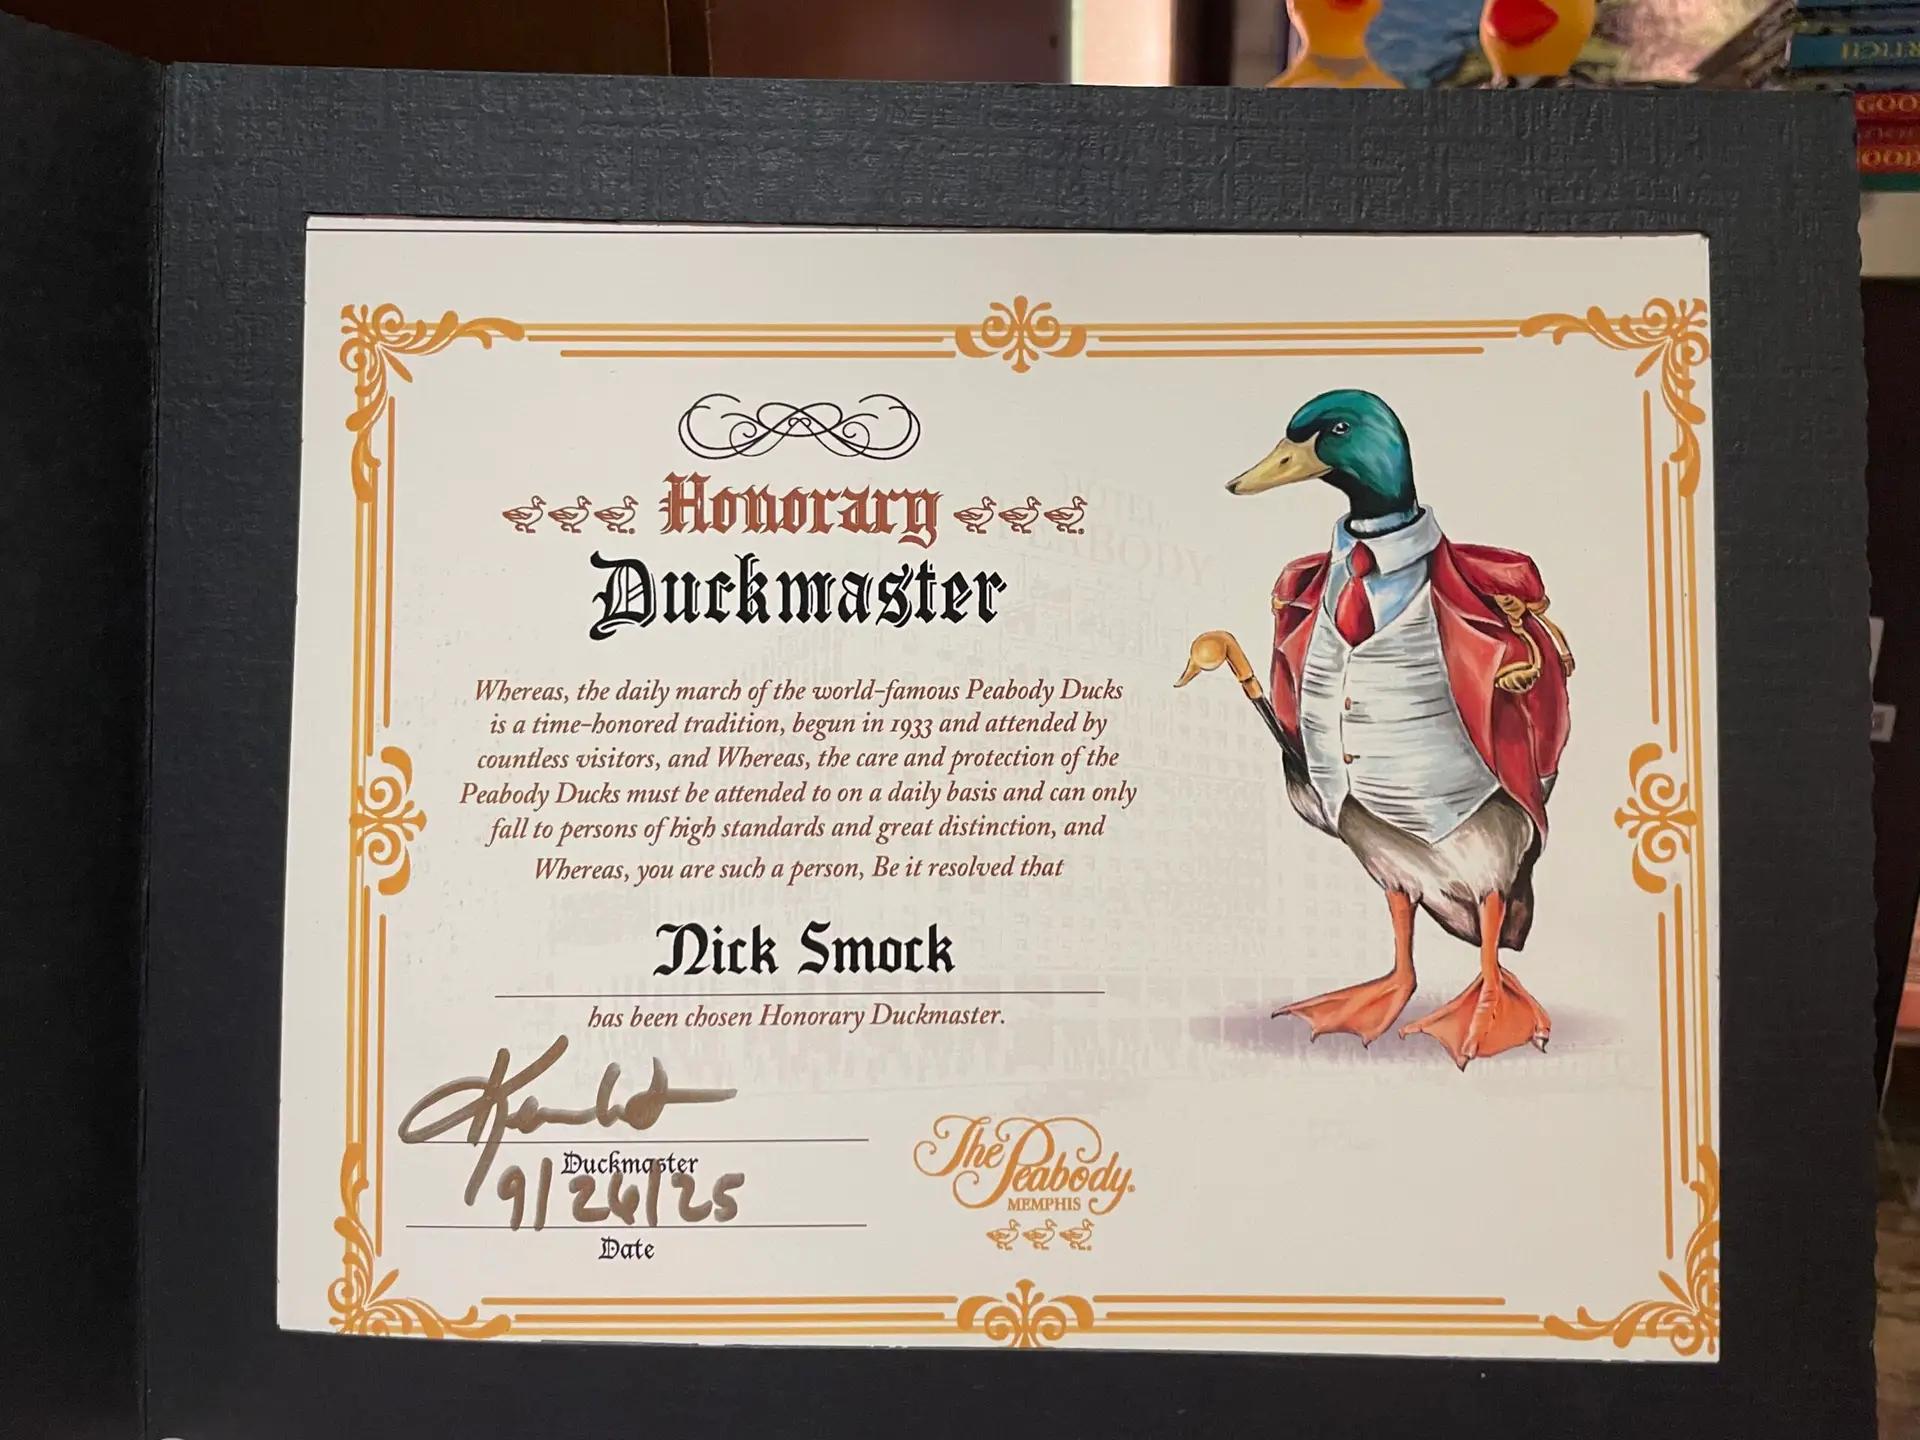 Honorary
Duckmaster
Whereas, the daily march of the world-famous Peabody Ducks
is a time-honored tradition, begun in 1933 and attended by
countless visitors, and Whereas, the care and protection of the
Peabody Ducks must be attended to on a daily basis and can only
fall to persons of high standards and great distinction, and
Whereas, you are such a person, Be it resolved that
Nick Smock
has been chosen Honorary Duckmaster.
Duckmaster
9/26/25
Date
The Peabody
MEMPHIS
HOTEL
PEABODY